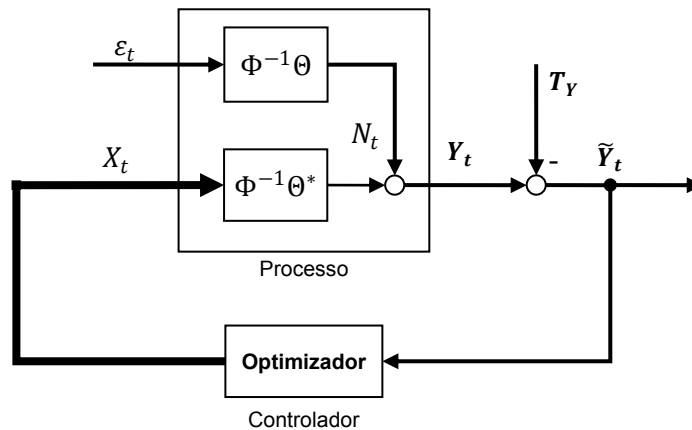 ε_t
Φ⁻¹Θ
T_Y
N_t
X_t
Φ⁻¹Θ*
Y_t
-
Ỹ_t
Processo
Optimizador
Controlador